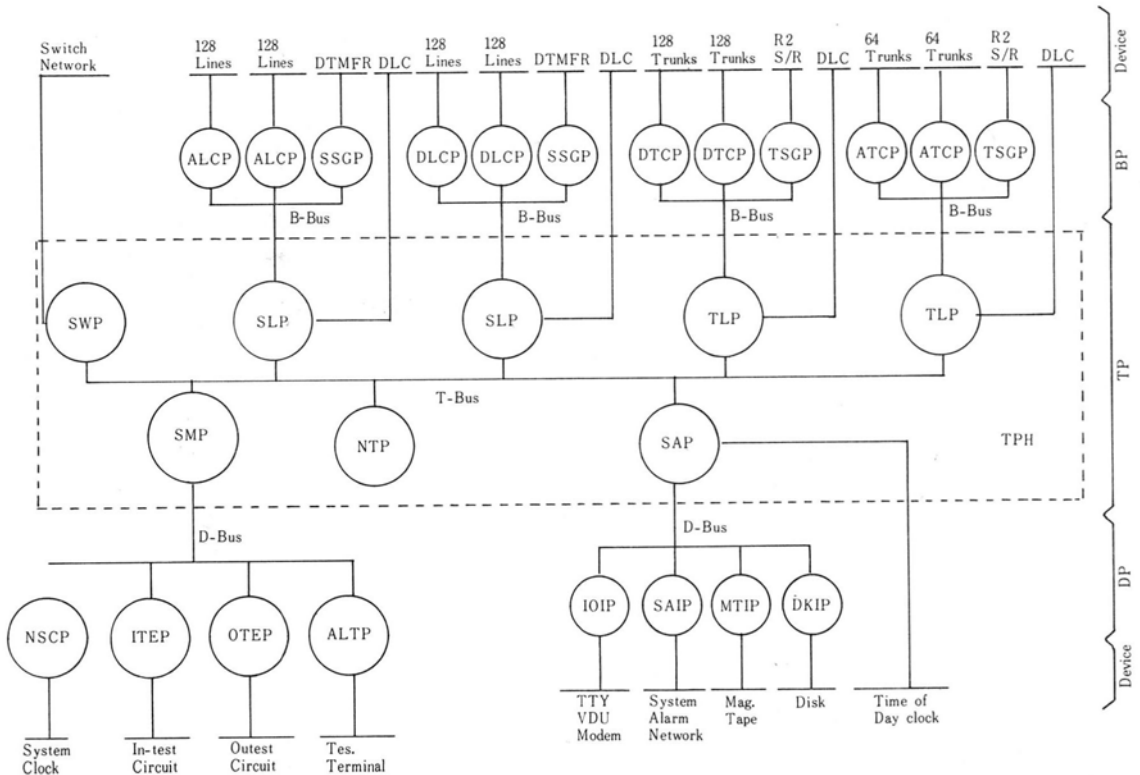 Switch
Network
128
Lines
128
Lines
DTMFR
DLC
128
Lines
128
Lines
DTMFR
DLC
128
Trunks
128
Trunks
R2
S/R
DLC
64
Trunks
64
Trunks
R2
S/R
DLC
Device
ALCP
ALCP
SSGP
DLCP
DLCP
SSGP
DTCP
DTCP
TSGP
ATCP
ATCP
TSGP
BP
B-Bus
B-Bus
B-Bus
B-Bus
SWP
SLP
SLP
TLP
TLP
TP
T-Bus
SMP
NTP
SAP
TPH
D-Bus
D-Bus
DP
NSCP
ITEP
OTEP
ALTP
IOIP
SAIP
MTIP
DKIP
Device
TTY
VDU
Modem
System
Alarm
Network
Mag.
Tape
Disk
Time of
Day clock
System
Clock
In-test
Circuit
Outest
Circuit
Tes.
Terminal